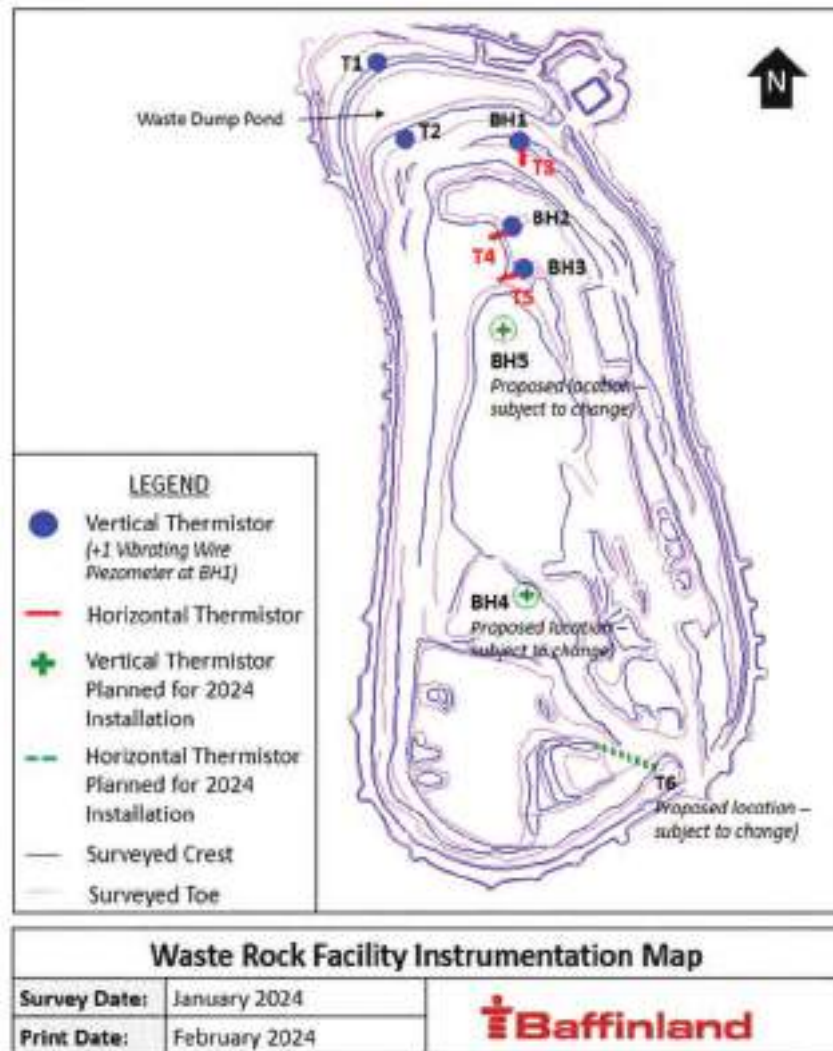 N
T1
Waste Dump Pond
T2
BH1
T3
BH2
T4
BH3
T5
BH5
Proposed location –
subject to change)
LEGEND
Vertical Thermistor
(+1 Vibrating Wire
Piezometer at BH1)
Horizontal Thermistor
Vertical Thermistor
Planned for 2024
Installation
Horizontal Thermistor
Planned for 2024
Installation
Surveyed Crest
Surveyed Toe
BH4
Proposed location –
subject to change)
T6
Proposed location –
subject to change)
Waste Rock Facility Instrumentation Map
Survey Date: January 2024
Print Date: February 2024
Baffinland